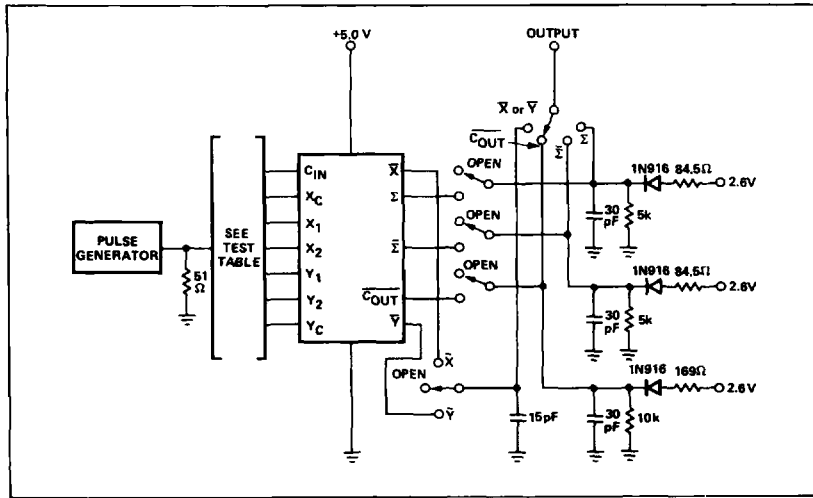 +5.0 V
OUTPUT
X̅ or Y̅
C̅O̅U̅T̅
Σ̅
Σ
PULSE
GENERATOR
51
Ω
SEE
TEST
TABLE
CIN
XC
X1
X2
Y1
Y2
YC
X̅
Σ
Σ̅
C̅O̅U̅T̅
Y̅
OPEN
OPEN
OPEN
OPEN
X̅
Y̅
15pF
1N916 84.5Ω
2.6V
30
pF
5k
1N916 84.5Ω
2.6V
30
pF
5k
1N916 169Ω
2.6V
30
pF
10k